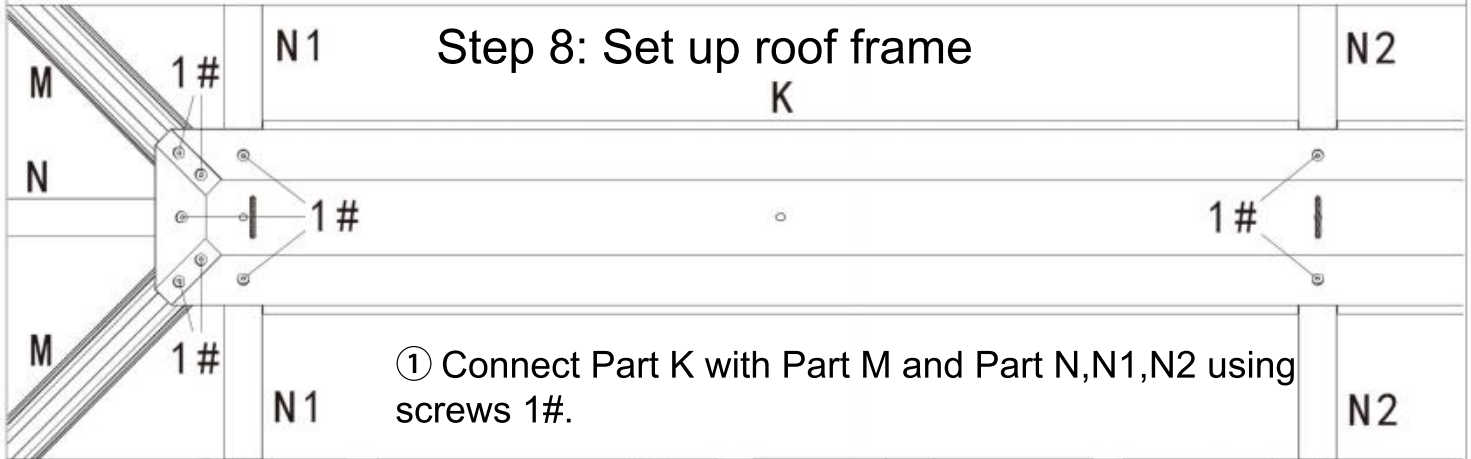 N1
Step 8: Set up roof frame
N2
1#
M
K
N
1#
1#
M
1#
① Connect Part K with Part M and Part N,N1,N2 using
screws 1#.
N1
N2